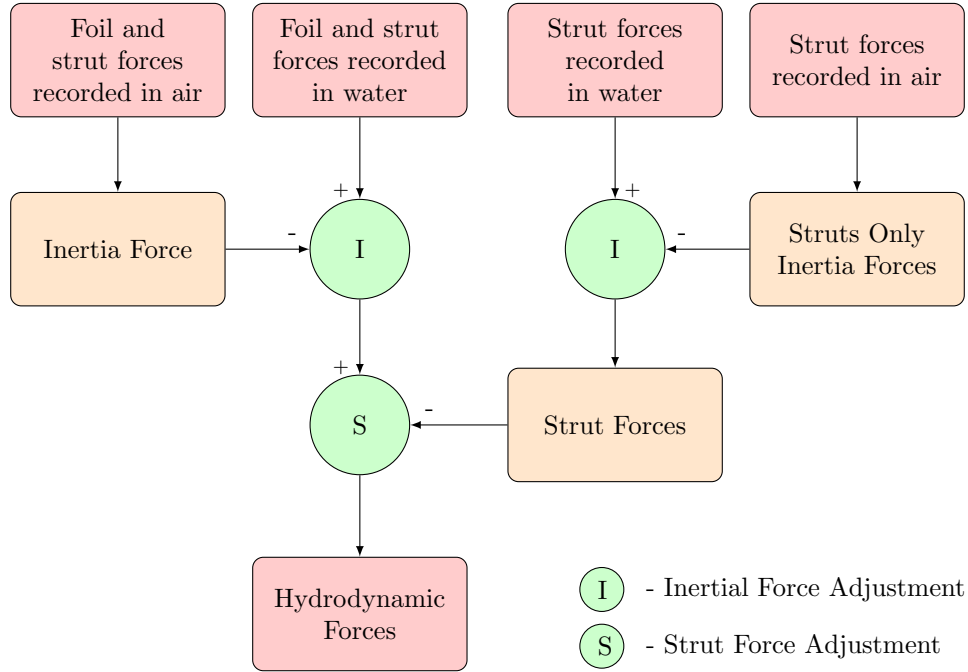 Foil and
strut forces
recorded in air
Foil and strut
forces recorded
in water
Strut forces
recorded
in water
Strut forces
recorded in air
+
+
Inertia Force
-
I
I
-
Struts Only
Inertia Forces
+
S
-
Strut Forces
Hydrodynamic
Forces
I - Inertial Force Adjustment
S - Strut Force Adjustment